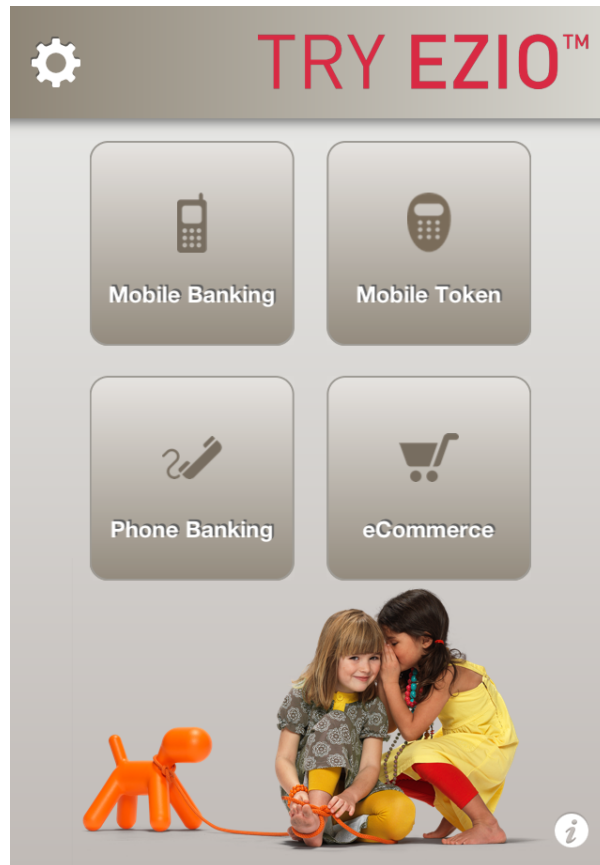 TRY EZIO™
Mobile Banking
Mobile Token
Phone Banking
eCommerce
i